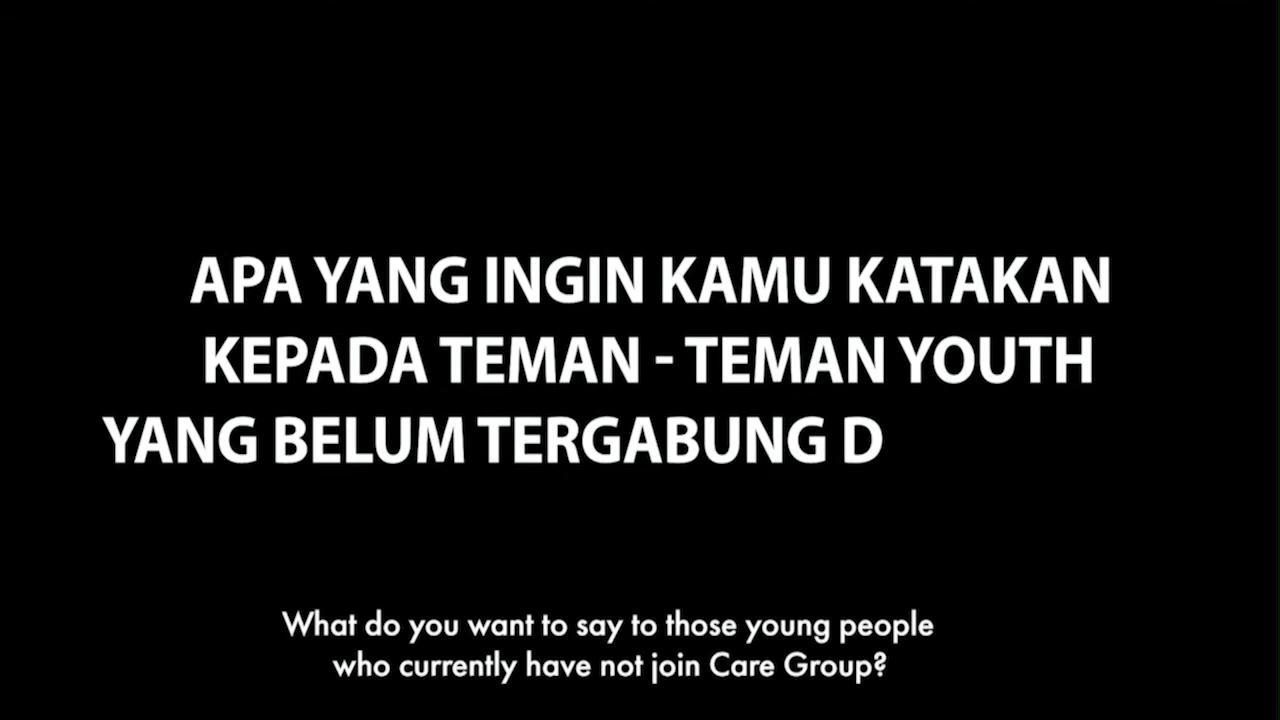 APA YANG INGIN KAMU KATAKAN
KEPADA TEMAN - TEMAN YOUTH
YANG BELUM TERGABUNG D
What do you want to say to those young people
who currently have not join Care Group?